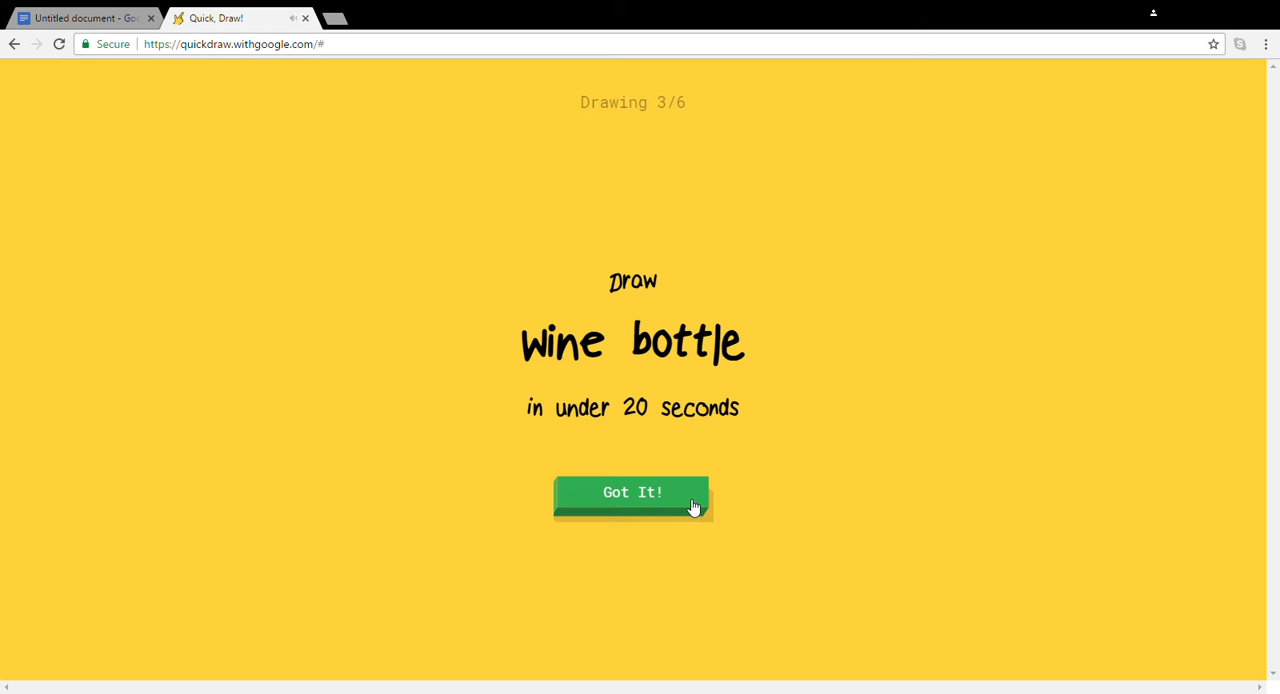 Untitled document - Goo
Quick, Draw!
Secure
https://quickdraw.withgoogle.com/#
Drawing 3/6
Draw
wine bottle
in under 20 seconds
Got It!